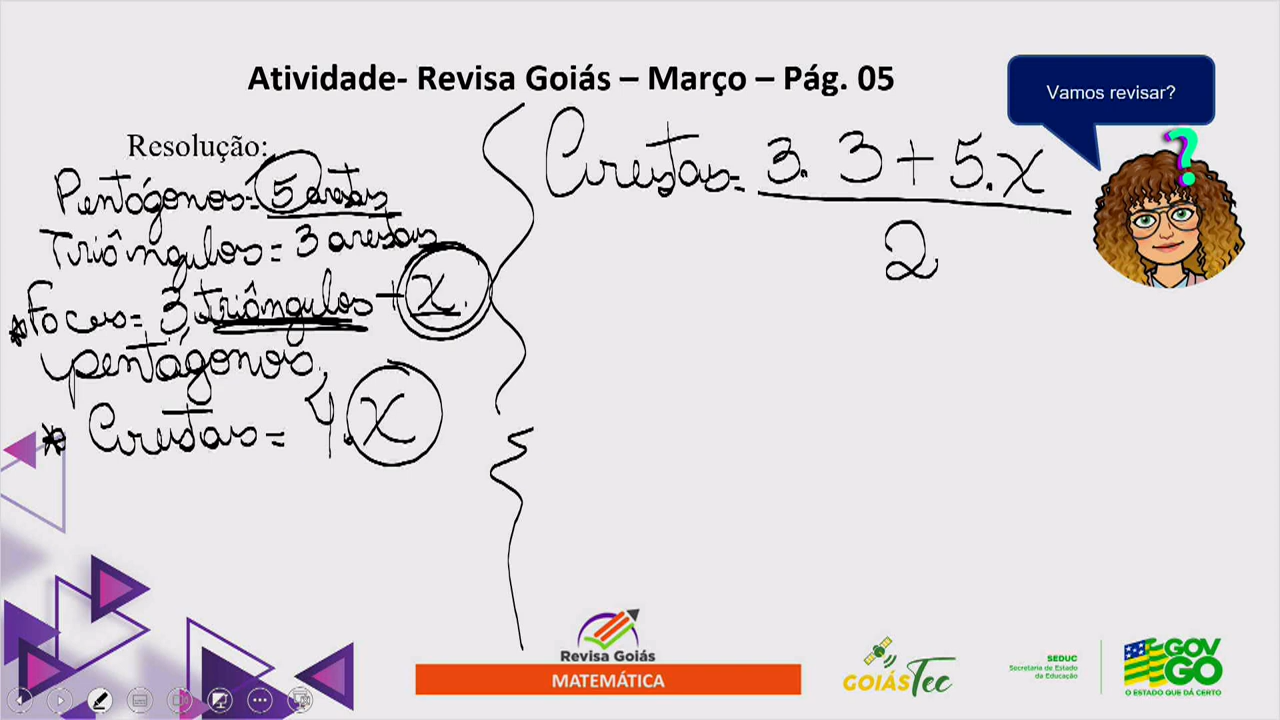 Atividade- Revisa Goiás – Março – Pág. 05
Vamos revisar?
Resolução:
Pentágonos = 5 arestas
Triângulos = 3 arestas
*Faces = 3 triângulos + x.
pentágonos.
* Arestas = 4.x
Arestas = 3. 3 + 5.x
2
?
Revisa Goiás
MATEMÁTICA
GOIÁSTec
SEDUC
Secretaria de Estado
da Educação
GOV
GO
O ESTADO QUE DÁ CERTO